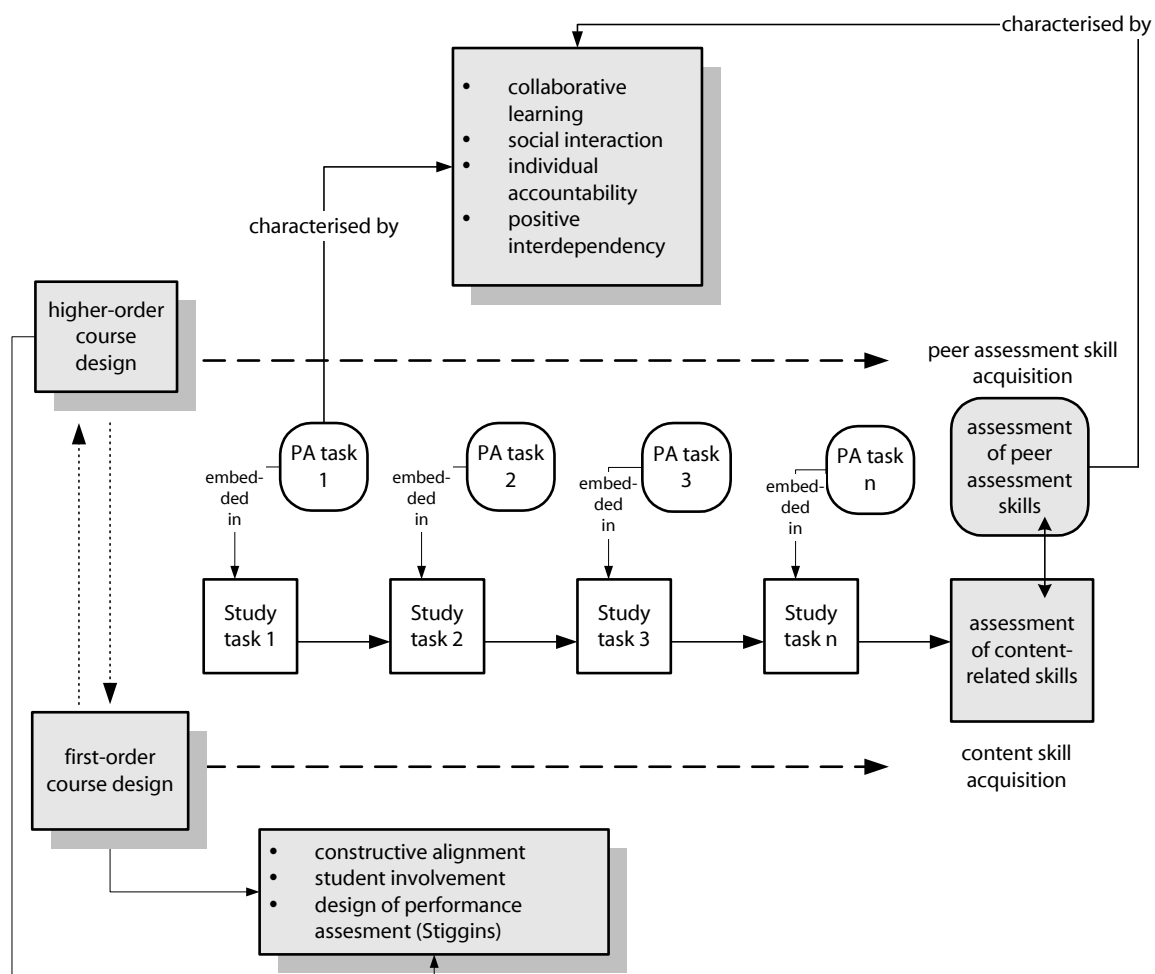 characterised by
• collaborative
learning
• social interaction
• individual
accountability
• positive
interdependency
characterised by
higher-order
course
design
peer assessment skill
acquisition
PA task
1
PA task
2
PA task
3
PA task
n
assessment
of peer
assessment
skills
embed-
ded
in
embed-
ded
in
embed-
ded
in
embed-
ded
in
Study
task 1
Study
task 2
Study
task 3
Study
task n
assessment
of content-
related skills
first-order
course design
content skill
acquisition
• constructive alignment
• student involvement
• design of performance
assesment (Stiggins)